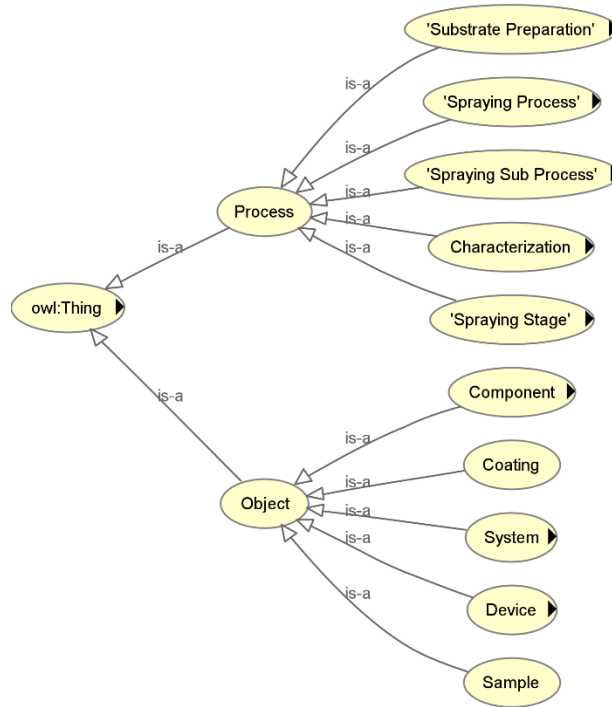 'Substrate Preparation'
is-a
'Spraying Process'
is-a
'Spraying Sub Process'
is-a
Process
is-a
Characterization
is-a
is-a
'Spraying Stage'
owl:Thing
is-a
Component
is-a
Coating
is-a
Object
is-a
System
is-a
Device
is-a
Sample